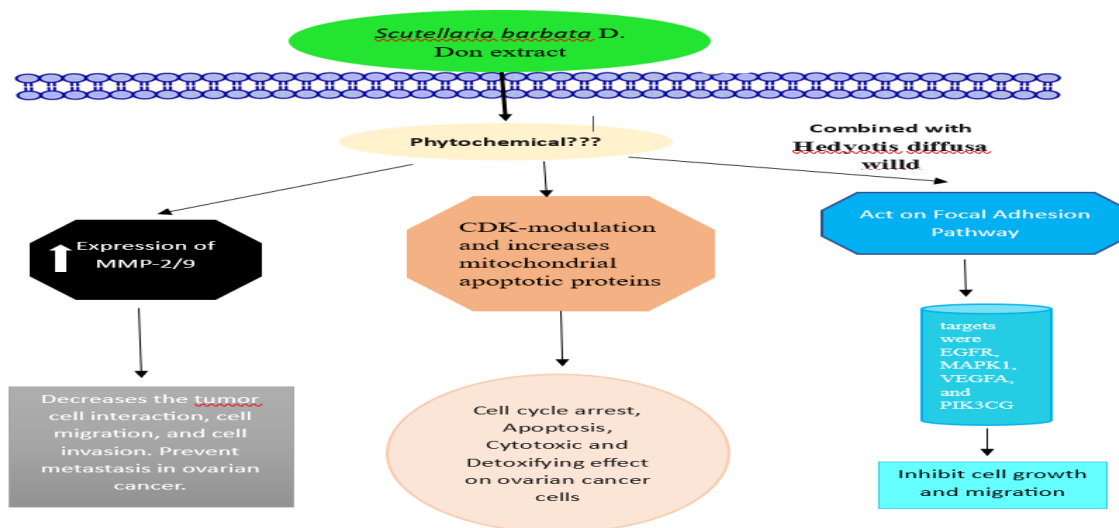 Scutellaria barbata D.
Don extract
Phytochemical???
Combined with
Hedyotis diffusa
willd
Expression of
MMP-2/9
CDK-modulation
and increases
mitochondrial
apoptotic proteins
Act on Focal Adhesion
Pathway
targets
were
EGFR,
MAPK1,
VEGFA,
and
PIK3CG
Decreases the tumor
cell interaction, cell
migration, and cell
invasion. Prevent
metastasis in ovarian
cancer.
Cell cycle arrest,
Apoptosis,
Cytotoxic and
Detoxifying effect
on ovarian cancer
cells
Inhibit cell growth
and migration